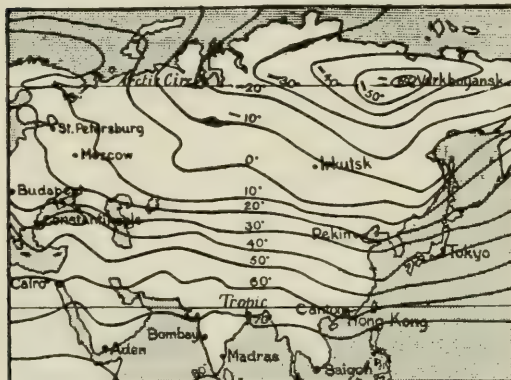 Arctic Circ
-30°
-40
-50°
Verkhoyansk
-20°
-10°
St. Petersburg
Moscow
0°
Irkutsk
Budapest
10°
20°
Constantinople
30°
Pekin
40°
50°
Tokyo
60°
Cairo
Tropic
Canton
70°
Hong Kong
Bombay
Aden
Madras
Saigon